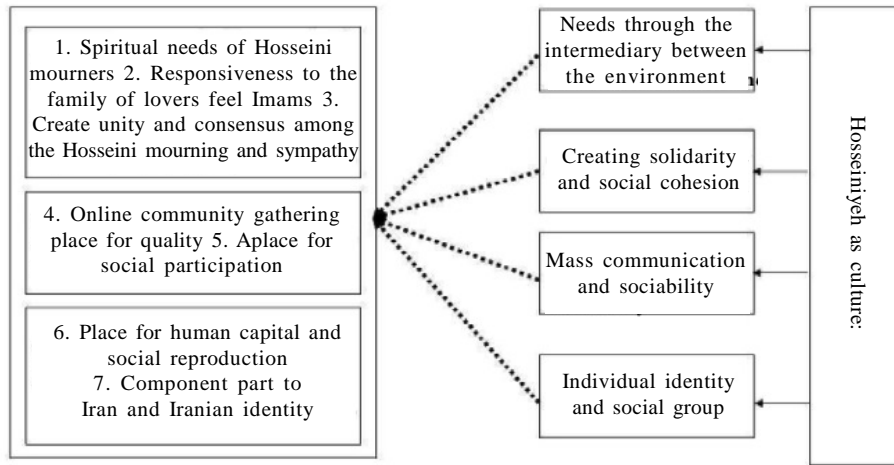 1. Spiritual needs of Hosseini
mourners 2. Responsiveness to the
family of lovers feel Imams 3.
Create unity and consensus among
the Hosseini mourning and sympathy
4. Online community gathering
place for quality 5. Aplace for
social participation
6. Place for human capital and
social reproduction
7. Component part to
Iran and Iranian identity
Needs through the
intermediary between
the environment
Creating solidarity
and social cohesion
Mass communication
and sociability
Individual identity
and social group
Hosseiniyeh as culture: